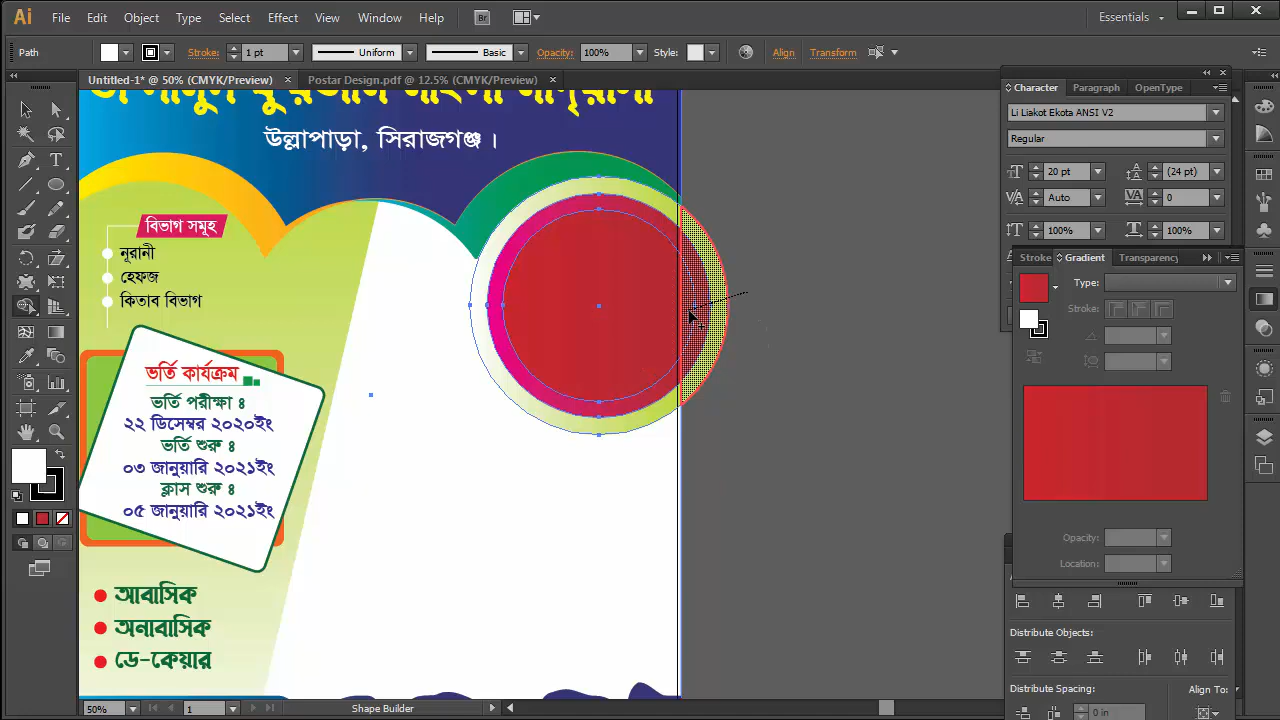 Ai File Edit Object Type Select Effect View Window Help Br Essentials
Path Stroke: 1 pt Uniform Basic Opacity: 100% Style: Align Transform
Untitled-1* @ 50% (CMYK/Preview) × Postar Design.pdf @ 12.5% (CMYK/Preview) ×
উল্লাপাড়া, সিরাজগঞ্জ।
বিভাগ সমূহ
নূরানী
হেফজ
কিতাব বিভাগ
ভর্তি কার্যক্রম
ভর্তি পরীক্ষা ঃ
২২ ডিসেম্বর ২০২০ইং
ভর্তি শুরু ঃ
০৩ জানুয়ারি ২০২১ইং
ক্লাস শুরু ঃ
০৫ জানুয়ারি ২০২১ইং
আবাসিক
অনাবাসিক
ডে-কেয়ার
Character Paragraph OpenType
Li Liakot Ekota ANSI V2
Regular
20 pt (24 pt)
Auto 0
100% 100%
Stroke Gradient Transparency
Type:
Stroke:
Opacity:
Location:
Distribute Objects:
Distribute Spacing: Align To:
0 in
50% 1 Shape Builder